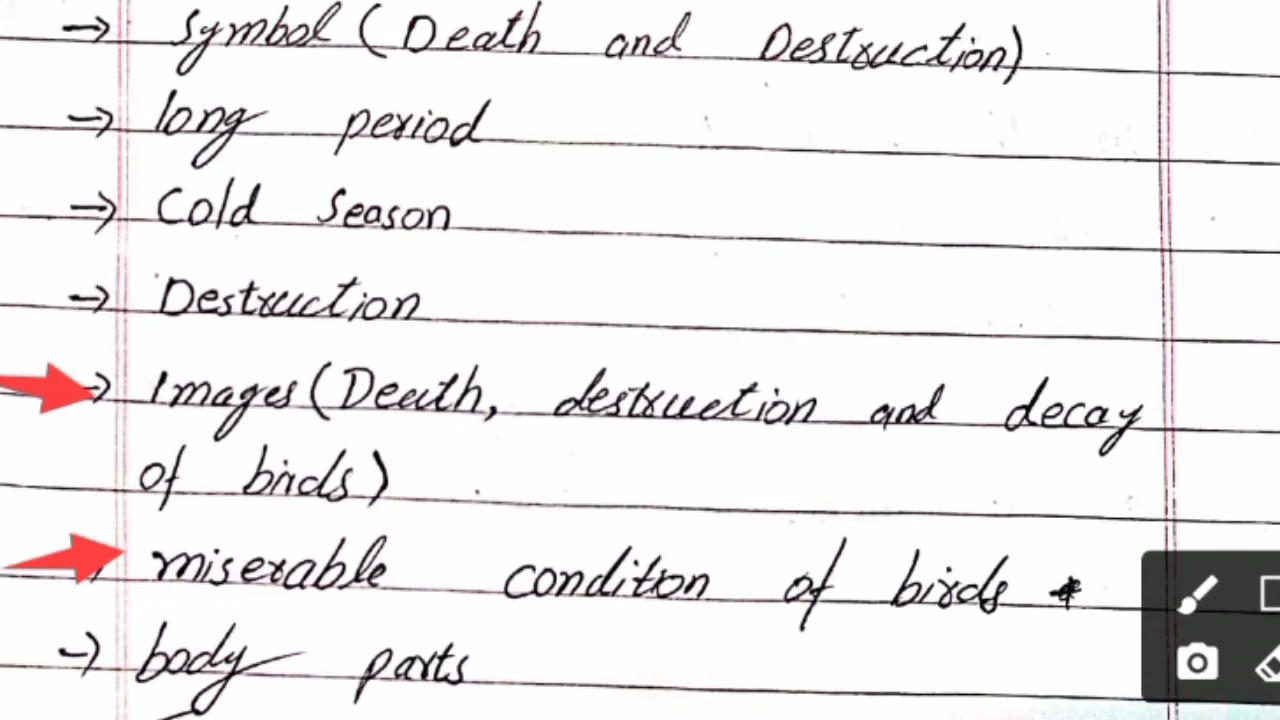 → Symbol (Death and Destruction)
→ long period
→ Cold Season
→ Destruction
→ Images (Death, destruction and decay
of birds)
miserable condition of birds
→ body parts